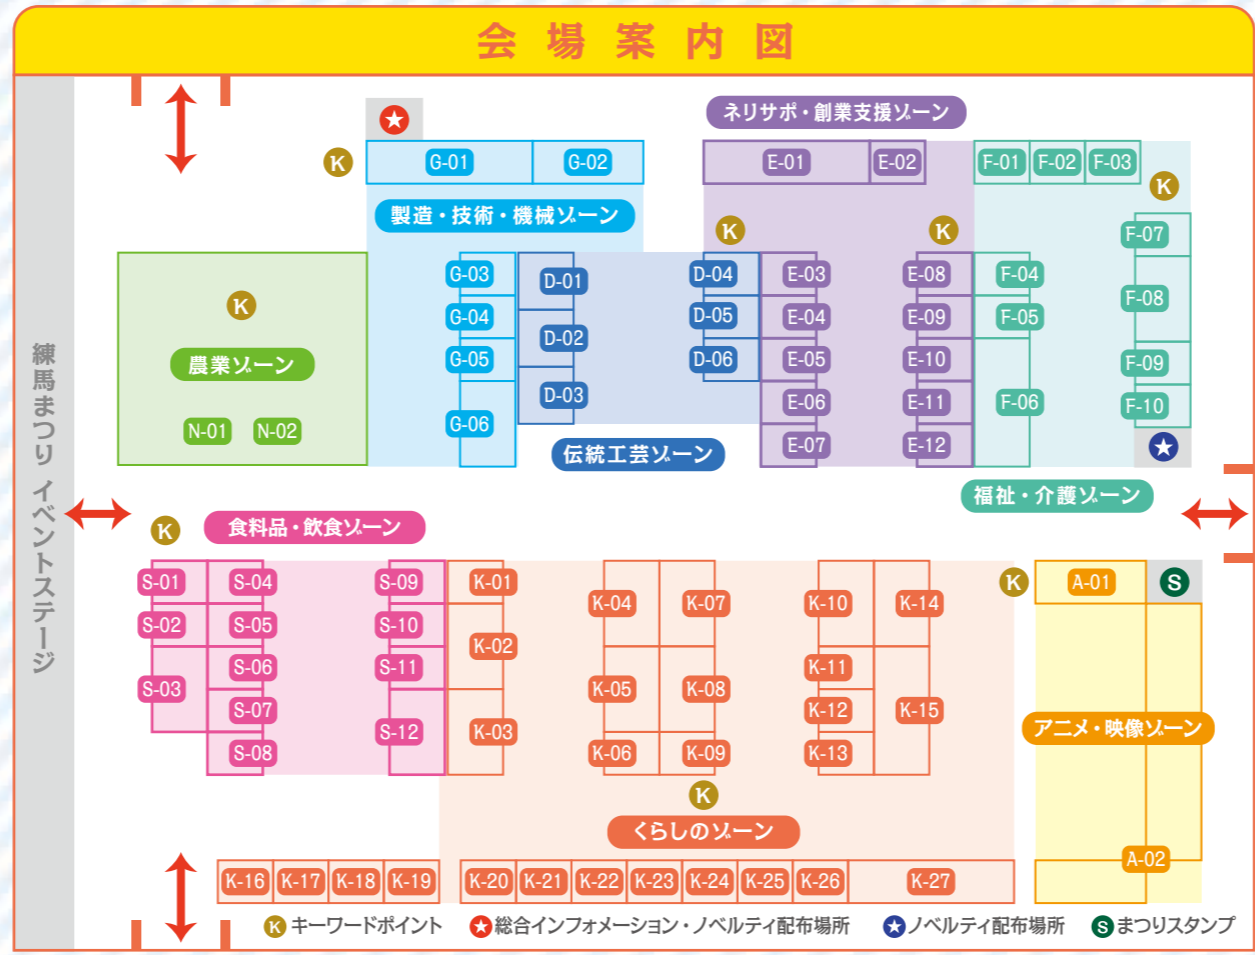 会場案内図
練馬まつり イベントステージ
★
ネリサポ・創業支援ゾーン
K
G-01
G-02
E-01
E-02
F-01
F-02
F-03
K
製造・技術・機械ゾーン
K
K
F-07
G-03
D-01
D-04
E-03
E-08
F-04
F-08
K
G-04
D-05
E-04
E-09
F-05
農業ゾーン
G-05
D-02
D-06
E-05
E-10
F-09
D-03
E-06
E-11
F-06
F-10
N-01
N-02
G-06
E-07
E-12
★
伝統工芸ゾーン
福祉・介護ゾーン
K
食料品・飲食ゾーン
S-01
S-04
S-09
K-01
K-04
K-07
K-10
K-14
K
A-01
S
S-02
S-05
S-10
K-02
S-03
S-06
S-11
K-05
K-08
K-11
K-15
S-07
S-12
K-03
K-12
アニメ・映像ゾーン
S-08
K-06
K-09
K-13
K
くらしのゾーン
A-02
K-16
K-17
K-18
K-19
K-20
K-21
K-22
K-23
K-24
K-25
K-26
K-27
K キーワードポイント ★総合インフォメーション・ノベルティ配布場所 ★ノベルティ配布場所 S まつりスタンプ